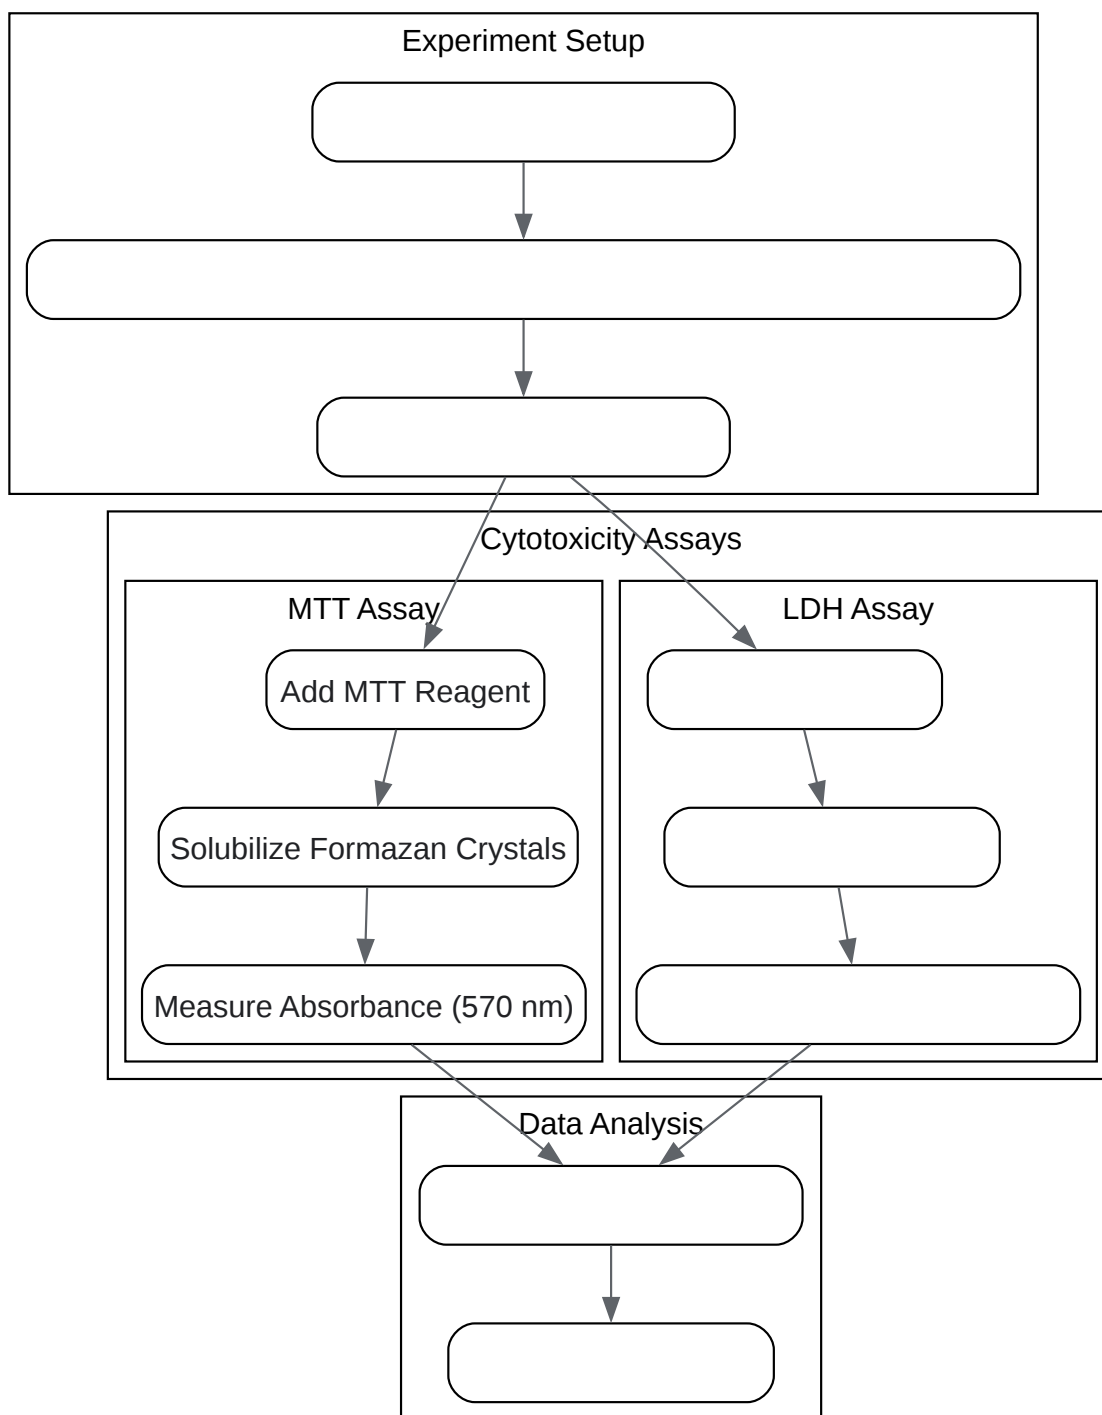 Experiment Setup
Cytotoxicity Assays
MTT Assay
Add MTT Reagent
Solubilize Formazan Crystals
Measure Absorbance (570 nm)
LDH Assay
Data Analysis